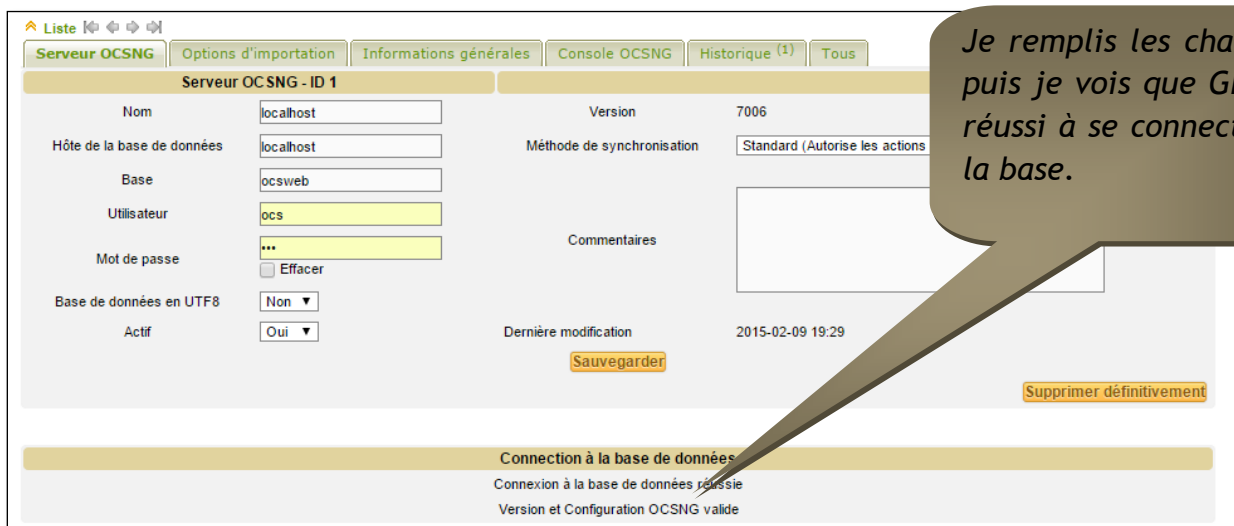 Liste
Serveur OCSNG Options d'importation Informations générales Console OCSNG Historique (1) Tous
Serveur OCSNG - ID 1
Nom localhost Version 7006
Hôte de la base de données localhost Méthode de synchronisation Standard (Autorise les actions
Base ocsweb
Utilisateur ocs
Mot de passe •••
Effacer
Commentaires
Base de données en UTF8 Non
Actif Oui Dernière modification 2015-02-09 19:29
Sauvegarder
Supprimer définitivement
Connection à la base de données
Connexion à la base de données réussie
Version et Configuration OCSNG valide
Je remplis les
puis je vois que
réussi à se
la base.